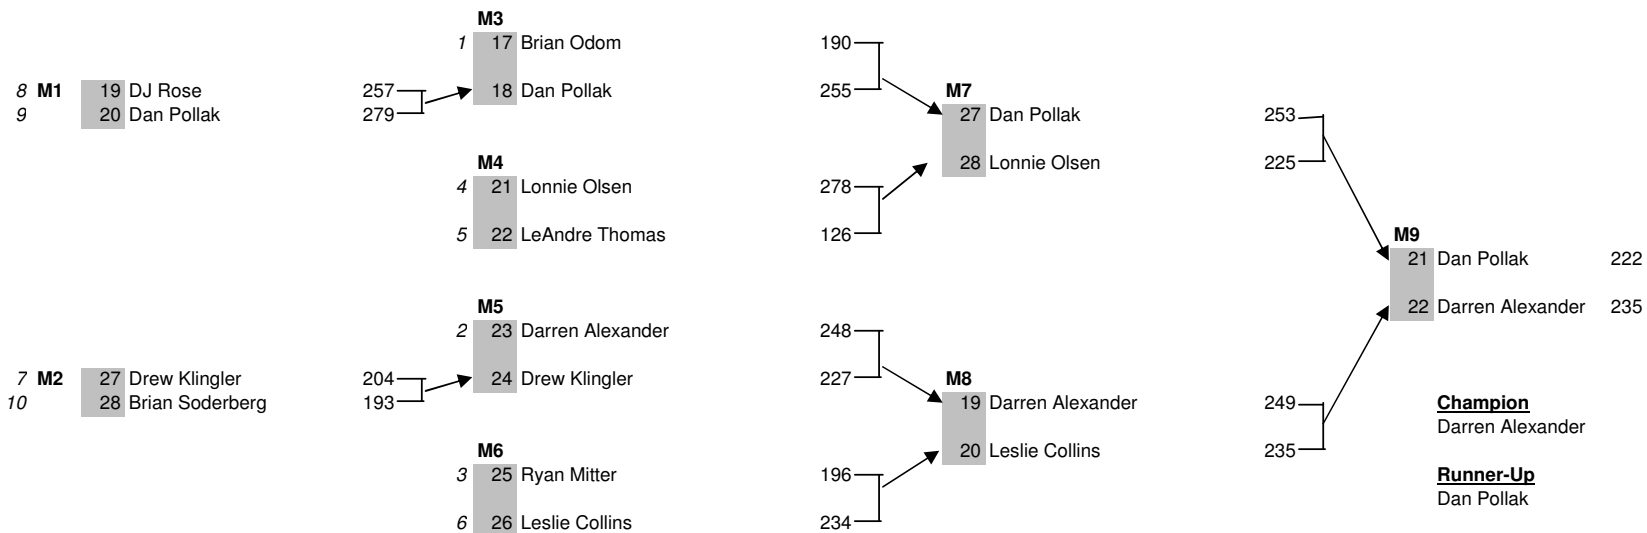 M3
1 17 Brian Odom 190
8 M1 19 DJ Rose 257 18 Dan Pollak 255 M7
9 20 Dan Pollak 279 27 Dan Pollak 253
M4 28 Lonnie Olsen 225
4 21 Lonnie Olsen 278
5 22 LeAndre Thomas 126 M9
21 Dan Pollak 222
M5 22 Darren Alexander 235
2 23 Darren Alexander 248
7 M2 27 Drew Klingler 204 24 Drew Klingler 227 M8
10 28 Brian Soderberg 193 19 Darren Alexander 249 Champion
Darren Alexander
M6 20 Leslie Collins 235
3 25 Ryan Mitter 196 Runner-Up
Dan Pollak
6 26 Leslie Collins 234